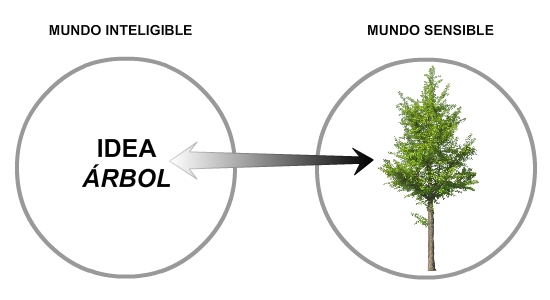 MUNDO INTELIGIBLE
MUNDO SENSIBLE
IDEA
ÁRBOL